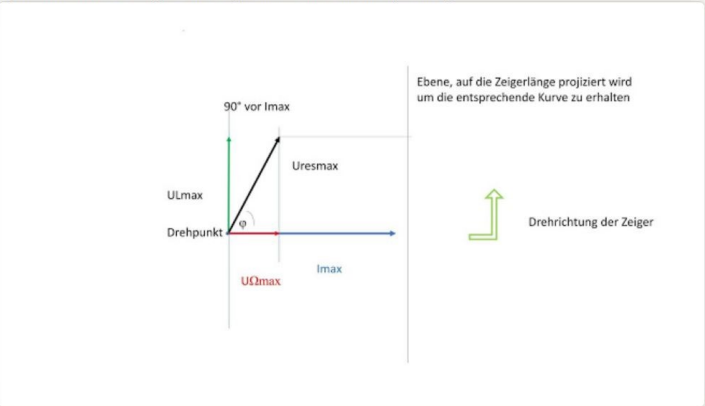 Ebene, auf die Zeigerlänge projiziert wird
um die entsprechende Kurve zu erhalten
90° vor Imax
Uresmax
ULmax
φ
Drehpunkt
Drehrichtung der Zeiger
Imax
UΩmax